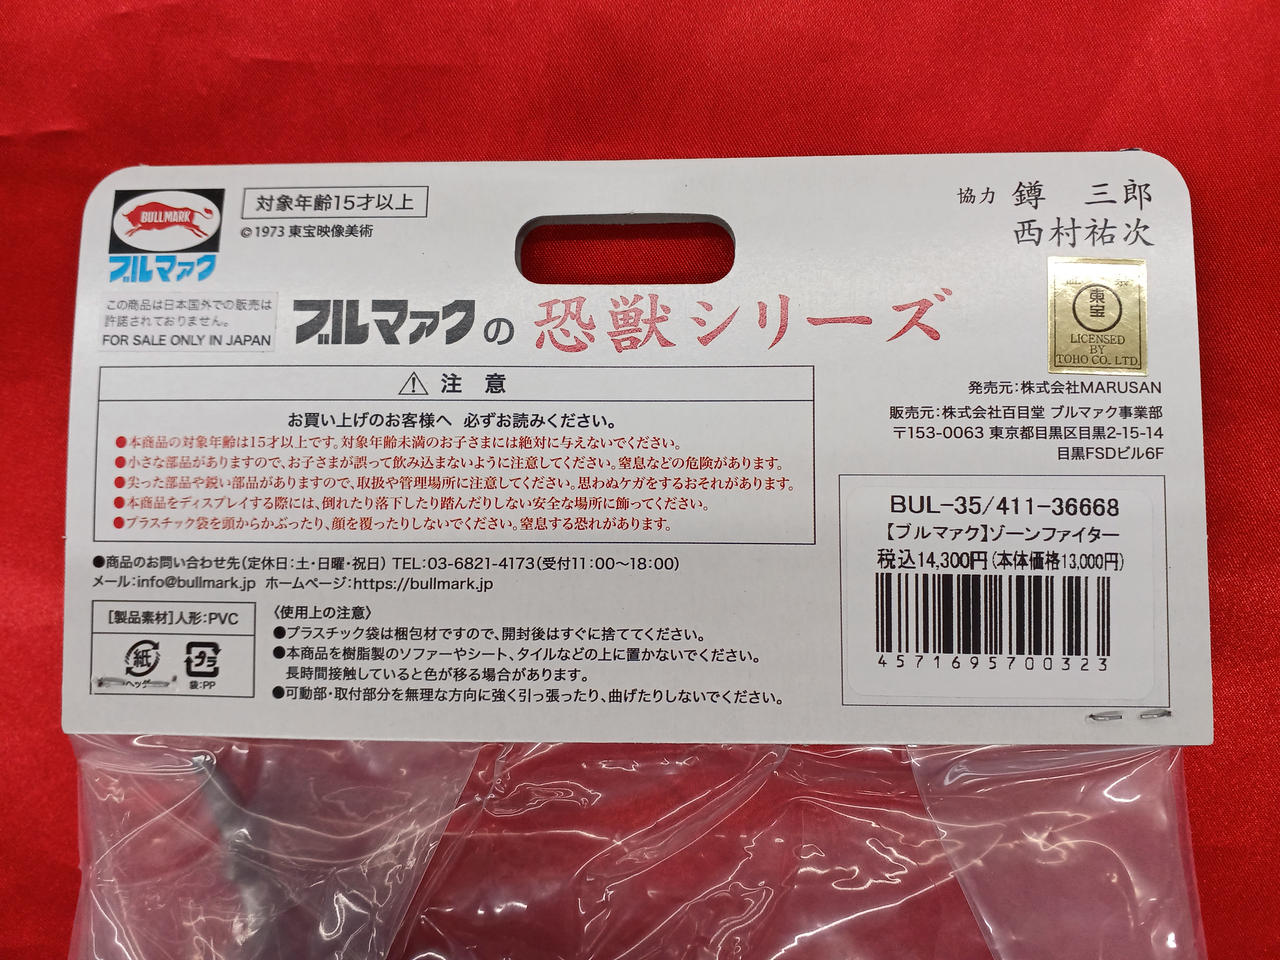 BULLMARK
ブルマァク
対象年齢15才以上
©1973 東宝映像美術
協力 鐏 三郎
西村祐次
この商品は日本国外での販売は
許諾されておりません。
FOR SALE ONLY IN JAPAN
ブルマァクの恐獣シリーズ
東宝
LICENSED
BY
TOHO CO., LTD.
⚠注 意
お買い上げのお客様へ 必ずお読みください。
●本商品の対象年齢は15才以上です。対象年齢未満のお子さまには絶対に与えないでください。
●小さな部品がありますので、お子さまが誤って飲み込まないように注意してください。窒息などの危険があります。
●尖った部品や鋭い部品がありますので、取扱や管理場所に注意してください。思わぬケガをするおそれがあります。
●本商品をディスプレイする際には、倒れたり落下したり踏んだりしない安全な場所に飾ってください。
●プラスチック袋を頭からかぶったり、顔を覆ったりしないでください。窒息する恐れがあります。
発売元:株式会社MARUSAN
販売元:株式会社百目堂 ブルマァク事業部
〒153-0063 東京都目黒区目黒2-15-14
目黒FSDビル6F
●商品のお問い合わせ先(定休日:土・日曜・祝日) TEL:03-6821-4173(受付11:00〜18:00)
メール:info@bullmark.jp ホームページ:https://bullmark.jp
[製品素材]人形:PVC
紙
ヘッダー
プラ
袋:PP
〈使用上の注意〉
●プラスチック袋は梱包材ですので、開封後はすぐに捨ててください。
●本商品を樹脂製のソファーやシート、タイルなどの上に置かないでください。
長時間接触していると色が移る場合があります。
●可動部・取付部分を無理な方向に強く引っ張ったり、曲げたりしないでください。
BUL-35/411-36668
【ブルマァク】ゾーンファイター
税込14,300円(本体価格13,000円)
4571695700323